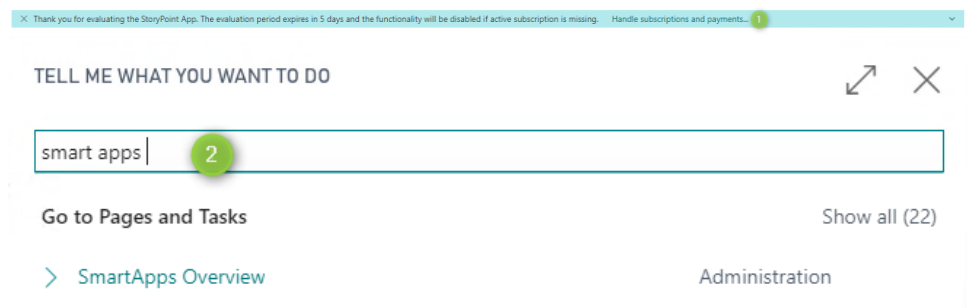 Thank you for evaluating the StoryPoint App. The evaluation period expires in 5 days and the functionality will be disabled if active subscription is missing. Handle subscriptions and payments... 1
TELL ME WHAT YOU WANT TO DO
smart apps 2
Go to Pages and Tasks Show all (22)
SmartApps Overview Administration